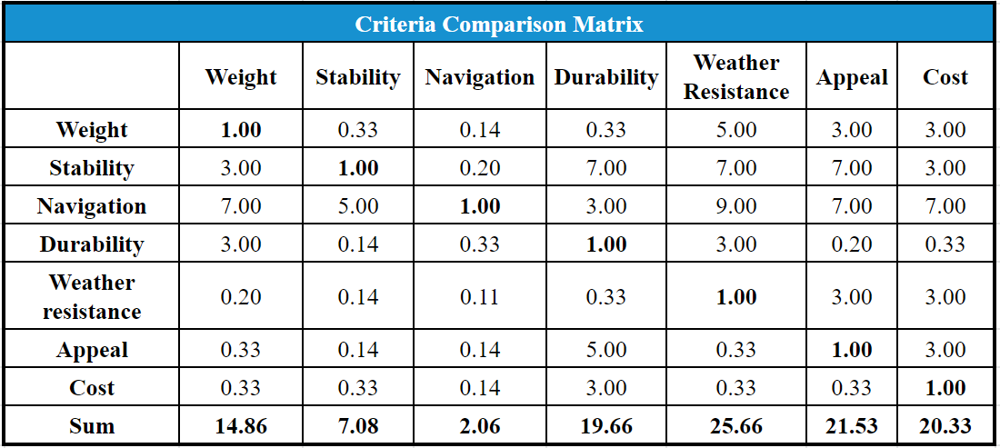 Criteria Comparison Matrix
Weight Stability Navigation Durability Weather Resistance Appeal Cost
Weight 1.00 0.33 0.14 0.33 5.00 3.00 3.00
Stability 3.00 1.00 0.20 7.00 7.00 7.00 3.00
Navigation 7.00 5.00 1.00 3.00 9.00 7.00 7.00
Durability 3.00 0.14 0.33 1.00 3.00 0.20 0.33
Weather resistance 0.20 0.14 0.11 0.33 1.00 3.00 3.00
Appeal 0.33 0.14 0.14 5.00 0.33 1.00 3.00
Cost 0.33 0.33 0.14 3.00 0.33 0.33 1.00
Sum 14.86 7.08 2.06 19.66 25.66 21.53 20.33